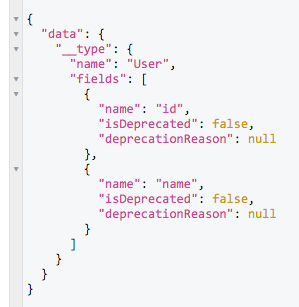 {
  "data": {
    "__type": {
      "name": "User",
      "fields": [
        {
          "name": "id",
          "isDeprecated": false,
          "deprecationReason": null
        },
        {
          "name": "name",
          "isDeprecated": false,
          "deprecationReason": null
        }
      ]
    }
  }
}